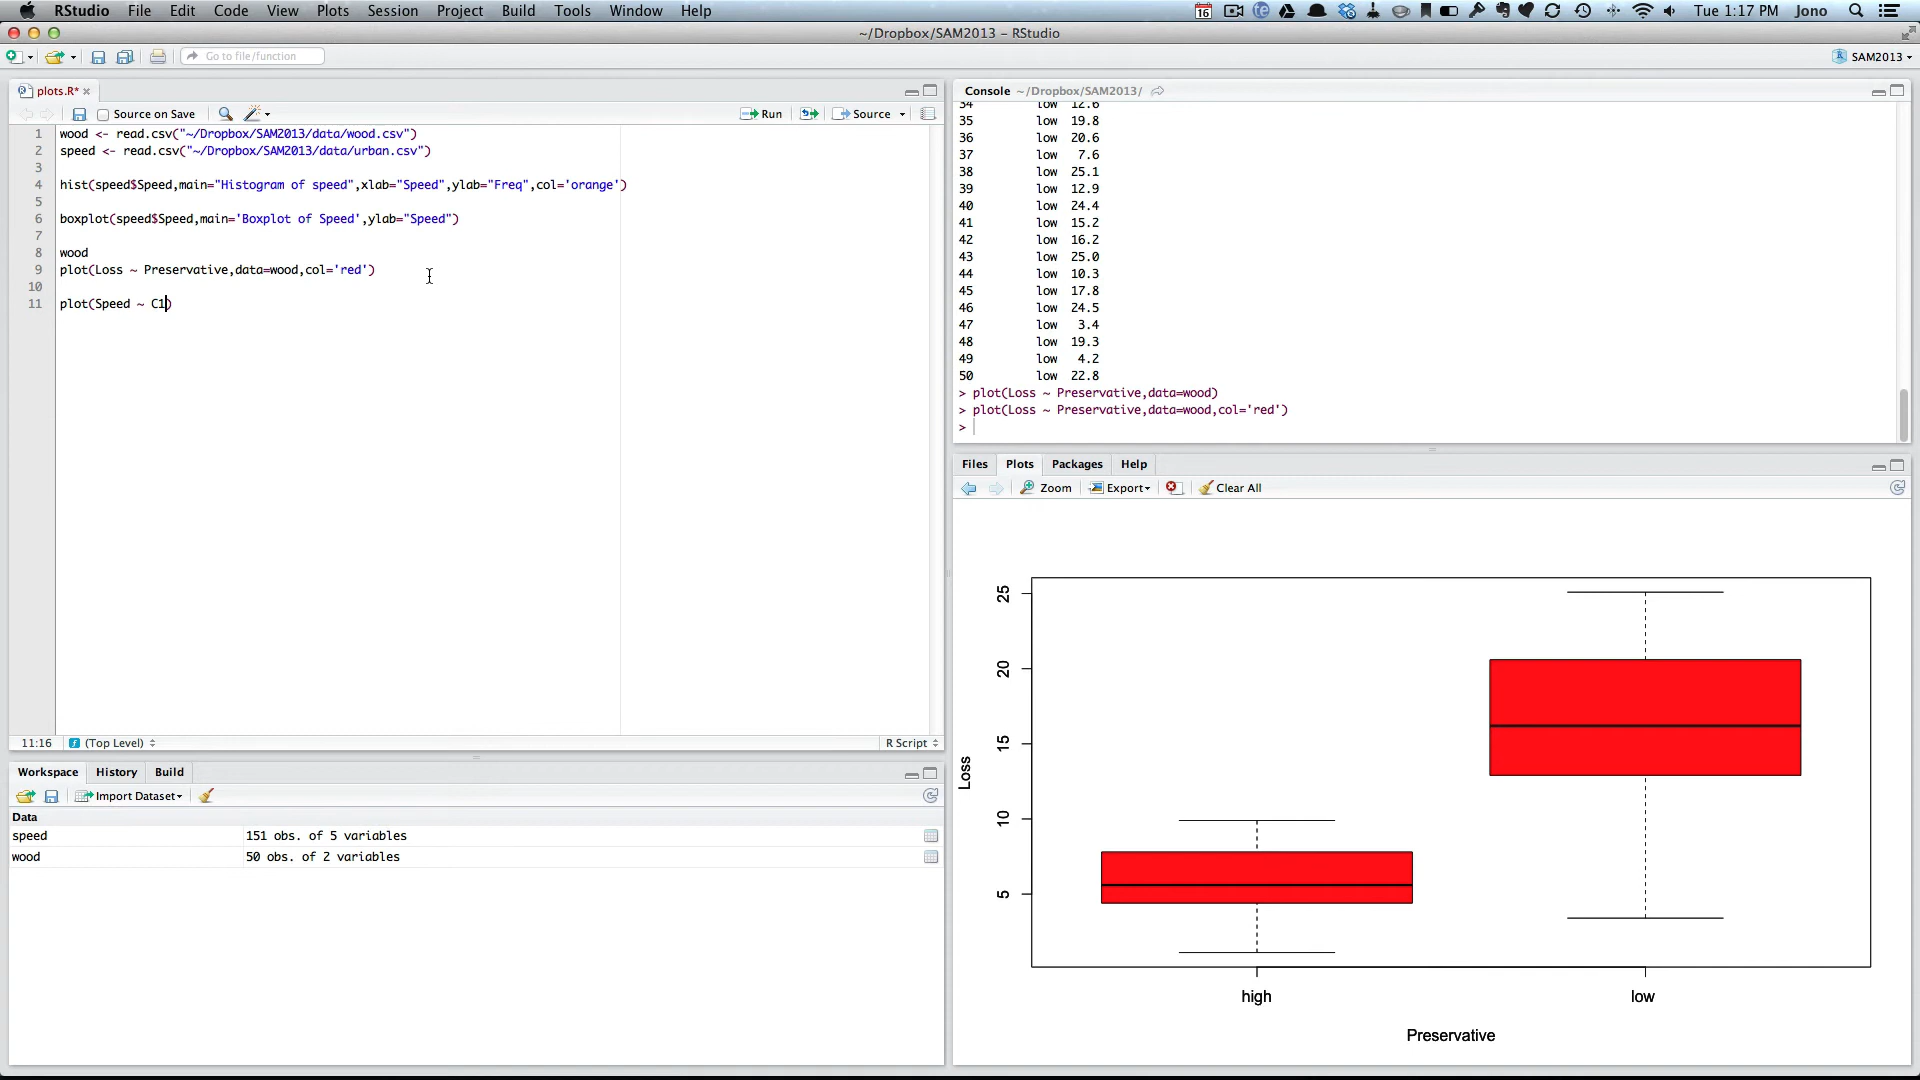 RStudio File Edit Code View Plots Session Project Build Tools Window Help 16 Tue 1:17 PM Jono
~/Dropbox/SAM2013 – RStudio
Go to file/function SAM2013
plots.R*
Source on Save Run Source
1 wood <- read.csv("~/Dropbox/SAM2013/data/wood.csv")
2 speed <- read.csv("~/Dropbox/SAM2013/data/urban.csv")
3
4 hist(speed$Speed,main="Histogram of speed",xlab="Speed",ylab="Freq",col='orange')
5
6 boxplot(speed$Speed,main='Boxplot of Speed',ylab="Speed")
7
8 wood
9 plot(Loss ~ Preservative,data=wood,col='red')
10
11 plot(Speed ~ C1)
11:16 (Top Level) R Script
Workspace History Build
Import Dataset
Data
speed 151 obs. of 5 variables
wood 50 obs. of 2 variables
Console ~/Dropbox/SAM2013/
34 low 12.6
35 low 19.8
36 low 20.6
37 low 7.6
38 low 25.1
39 low 12.9
40 low 24.4
41 low 15.2
42 low 16.2
43 low 25.0
44 low 10.3
45 low 17.8
46 low 24.5
47 low 3.4
48 low 19.3
49 low 4.2
50 low 22.8
> plot(Loss ~ Preservative,data=wood)
> plot(Loss ~ Preservative,data=wood,col='red')
>
Files Plots Packages Help
Zoom Export Clear All
25
20
15
10
5
Loss
high low
Preservative